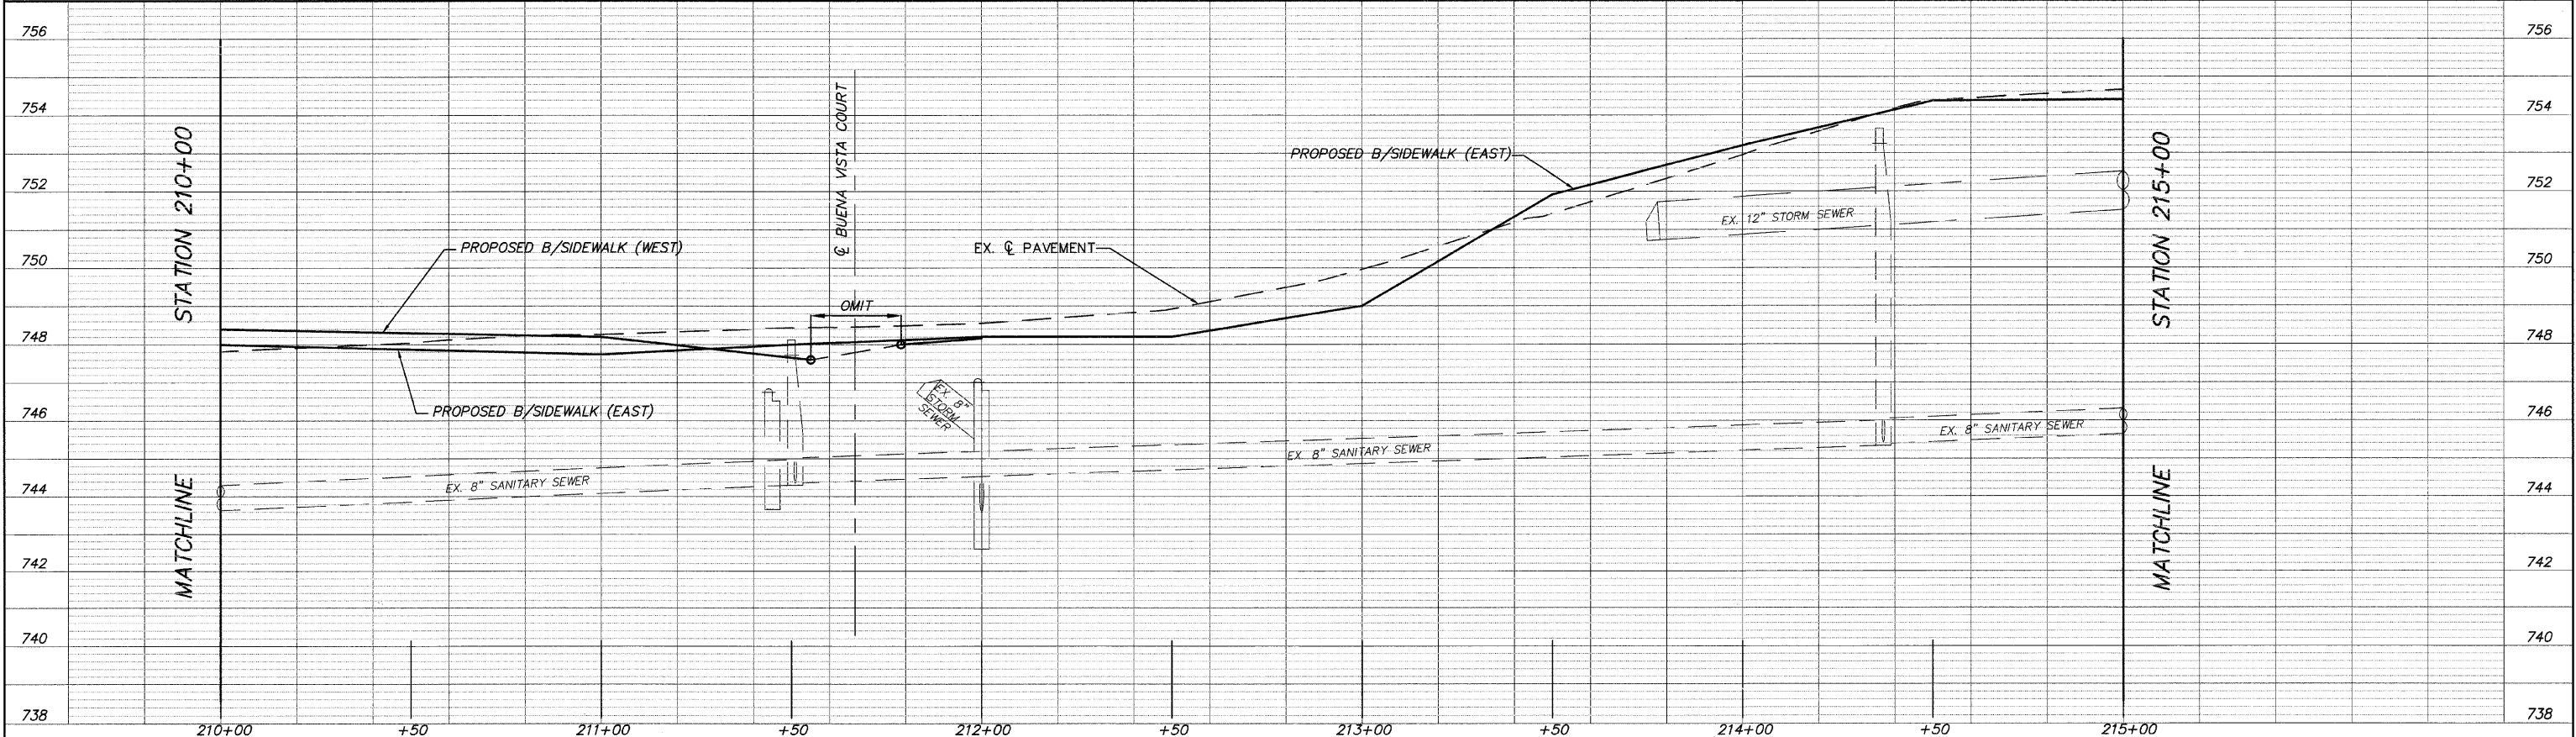 756
754
752
750
748
746
744
742
740
738
STATION 210+00
MATCHLINE
PROPOSED B/SIDEWALK (WEST)
PROPOSED B/SIDEWALK (EAST)
EX. 8" SANITARY SEWER
℄ BUENA VISTA COURT
OMIT
EX. 8"
STORM
SEWER
EX. ℄ PAVEMENT
PROPOSED B/SIDEWALK (EAST)
EX. 8" SANITARY SEWER
EX. 12" STORM SEWER
EX. 8" SANITARY SEWER
STATION 215+00
MATCHLINE
756
754
752
750
748
746
744
742
740
738
210+00 +50 211+00 +50 212+00 +50 213+00 +50 214+00 +50 215+00